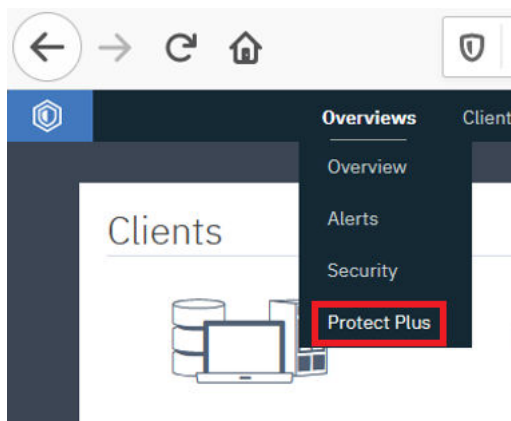 Overviews Client
Overview
Alerts
Clients
Security
Protect Plus